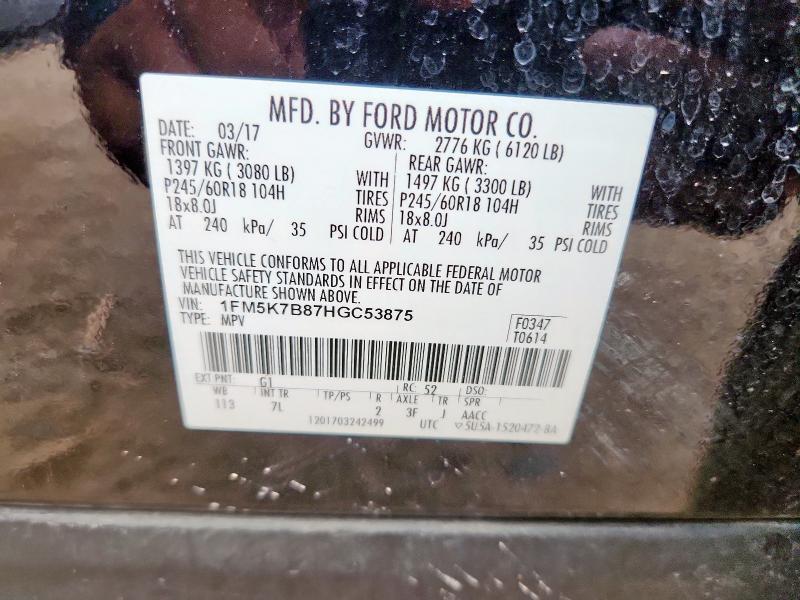 MFD. BY FORD MOTOR CO.
DATE: 03/17 GVWR: 2776 KG ( 6120 LB)
FRONT GAWR: REAR GAWR:
1397 KG ( 3080 LB) WITH 1497 KG ( 3300 LB) WITH
P245/60R18 104H TIRES P245/60R18 104H TIRES
18x8.0J RIMS 18x8.0J RIMS
AT 240 kPa/ 35 PSI COLD AT 240 kPa/ 35 PSI COLD
THIS VEHICLE CONFORMS TO ALL APPLICABLE FEDERAL MOTOR
VEHICLE SAFETY STANDARDS IN EFFECT ON THE DATE OF
MANUFACTURE SHOWN ABOVE.
VIN: 1FM5K7B87HGC53875
TYPE: MPV
F0347
T0614
EXT PNT: G1 RC: 52 DSO:
WB INT TR TP/PS R AXLE TR SPR
113 7L 2 3F J AACC
1201703242499 UTC ▽5U5A-1520472-BA